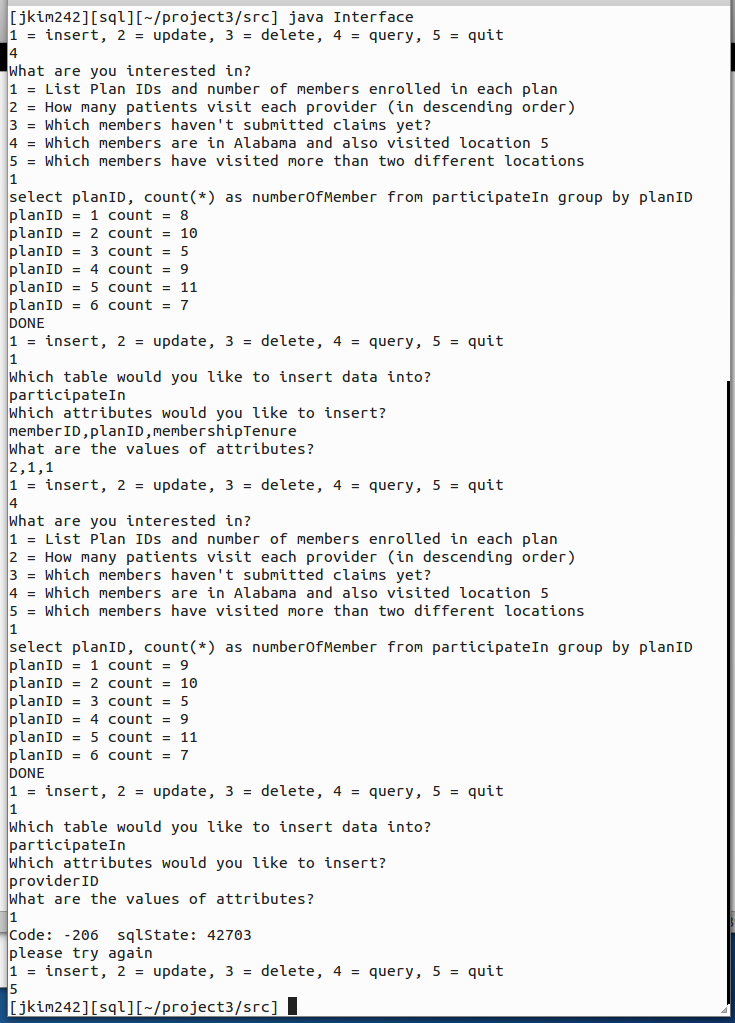 [jkim242][sql][~/project3/src] java Interface
1 = insert, 2 = update, 3 = delete, 4 = query, 5 = quit
4
What are you interested in?
1 = List Plan IDs and number of members enrolled in each plan
2 = How many patients visit each provider (in descending order)
3 = Which members haven't submitted claims yet?
4 = Which members are in Alabama and also visited location 5
5 = Which members have visited more than two different locations
1
select planID, count(*) as numberOfMember from participateIn group by planID
planID = 1 count = 8
planID = 2 count = 10
planID = 3 count = 5
planID = 4 count = 9
planID = 5 count = 11
planID = 6 count = 7
DONE
1 = insert, 2 = update, 3 = delete, 4 = query, 5 = quit
1
Which table would you like to insert data into?
participateIn
Which attributes would you like to insert?
memberID,planID,membershipTenure
What are the values of attributes?
2,1,1
1 = insert, 2 = update, 3 = delete, 4 = query, 5 = quit
4
What are you interested in?
1 = List Plan IDs and number of members enrolled in each plan
2 = How many patients visit each provider (in descending order)
3 = Which members haven't submitted claims yet?
4 = Which members are in Alabama and also visited location 5
5 = Which members have visited more than two different locations
1
select planID, count(*) as numberOfMember from participateIn group by planID
planID = 1 count = 9
planID = 2 count = 10
planID = 3 count = 5
planID = 4 count = 9
planID = 5 count = 11
planID = 6 count = 7
DONE
1 = insert, 2 = update, 3 = delete, 4 = query, 5 = quit
1
Which table would you like to insert data into?
participateIn
Which attributes would you like to insert?
providerID
What are the values of attributes?
1
Code: -206  sqlState: 42703
please try again
1 = insert, 2 = update, 3 = delete, 4 = query, 5 = quit
5
[jkim242][sql][~/project3/src]